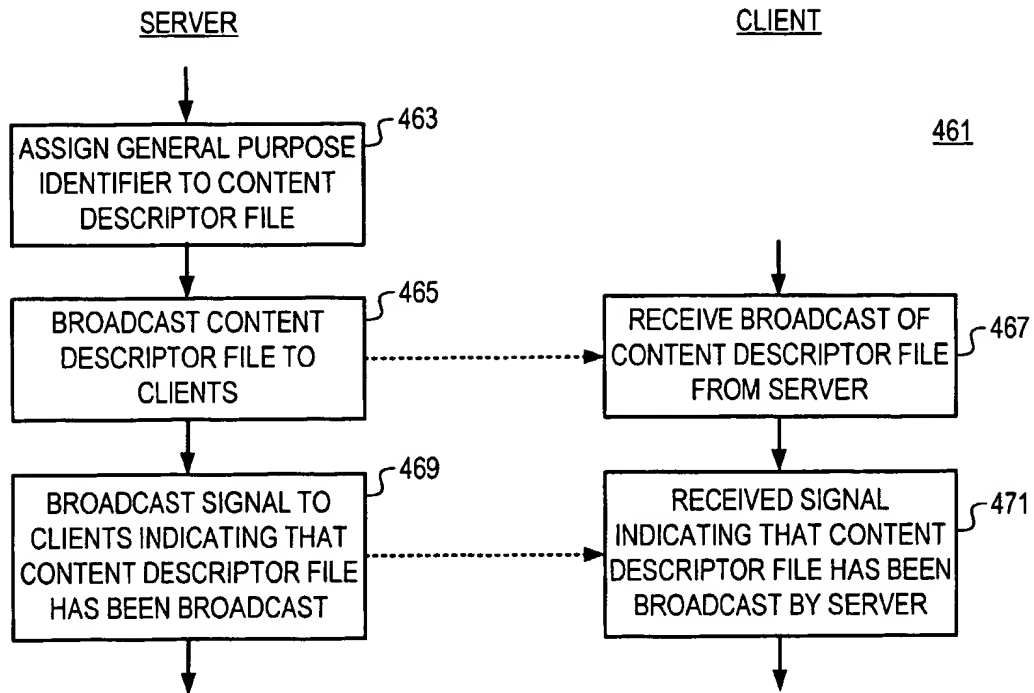 SERVER
CLIENT
461
463
ASSIGN GENERAL PURPOSE
IDENTIFIER TO CONTENT
DESCRIPTOR FILE
465
BROADCAST CONTENT
DESCRIPTOR FILE TO
CLIENTS
467
RECEIVE BROADCAST OF
CONTENT DESCRIPTOR FILE
FROM SERVER
469
BROADCAST SIGNAL TO
CLIENTS INDICATING THAT
CONTENT DESCRIPTOR FILE
HAS BEEN BROADCAST
471
RECEIVED SIGNAL
INDICATING THAT CONTENT
DESCRIPTOR FILE HAS BEEN
BROADCAST BY SERVER